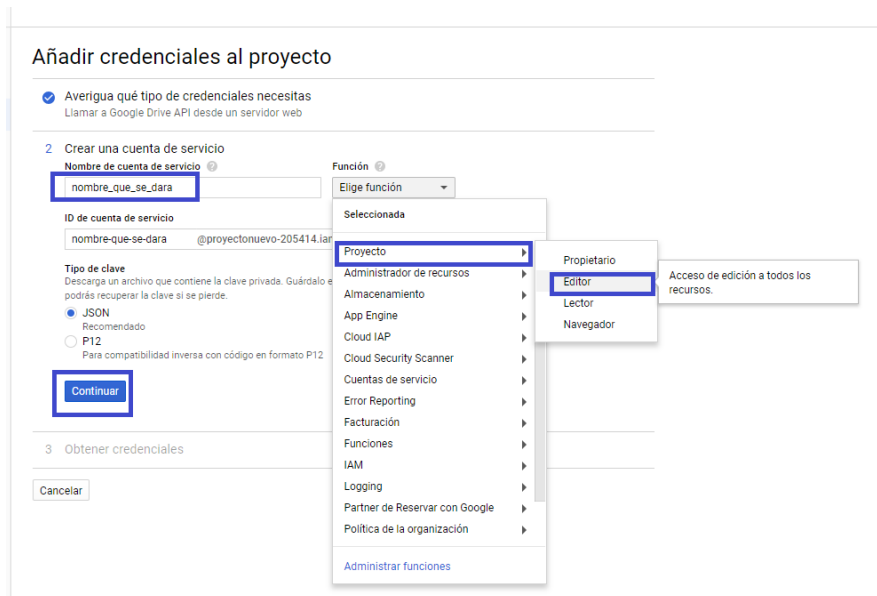 Añadir credenciales al proyecto
Averigua qué tipo de credenciales necesitas
Llamar a Google Drive API desde un servidor web
2 Crear una cuenta de servicio
Nombre de cuenta de servicio
Función
nombre_que_se_dara
Elige función
Seleccionada
ID de cuenta de servicio
nombre-que-se-dara @proyectonuevo-205414.iam
Proyecto
Propietario
Editor
Lector
Navegador
Acceso de edición a todos los
recursos.
Tipo de clave
Descarga un archivo que contiene la clave privada. Guárdalo
podrás recuperar la clave si se pierde.
JSON
Recomendado
P12
Para compatibilidad inversa con código en formato P12
Continuar
Administrador de recursos
Almacenamiento
App Engine
Cloud IAP
Cloud Security Scanner
Cuentas de servicio
Error Reporting
Facturación
Funciones
IAM
Logging
Partner de Reservar con Google
Política de la organización
Administrar funciones
3 Obtener credenciales
Cancelar